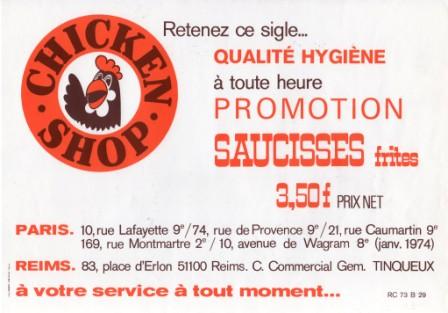 CHICKEN SHOP
Retenez ce sigle...
QUALITÉ HYGIÈNE
à toute heure
PROMOTION
SAUCISSES frites
3,50f PRIX NET
PARIS. 10, rue Lafayette 9e/74, rue de Provence 9e/21, rue Caumartin 9e
169, rue Montmartre 2e/10, avenue de Wagram 8e (janv. 1974)
REIMS. 83, place d'Erlon 51100 Reims. C. Commercial Gem. TINQUEUX
à votre service à tout moment...
RC 73 B 29